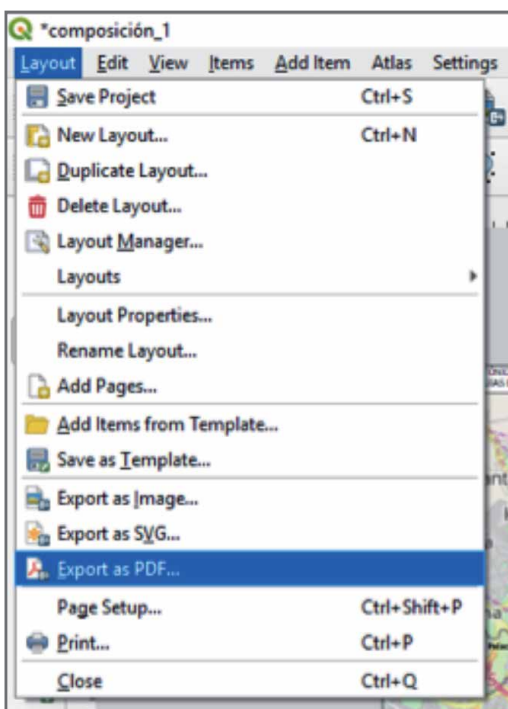 *composición_1
Layout Edit View Items Add Item Atlas Settings
Save Project Ctrl+S
New Layout... Ctrl+N
Duplicate Layout...
Delete Layout...
Layout Manager...
Layouts
Layout Properties...
Rename Layout...
Add Pages...
Add Items from Template...
Save as Template...
Export as Image...
Export as SVG...
Export as PDF...
Page Setup... Ctrl+Shift+P
Print... Ctrl+P
Close Ctrl+Q